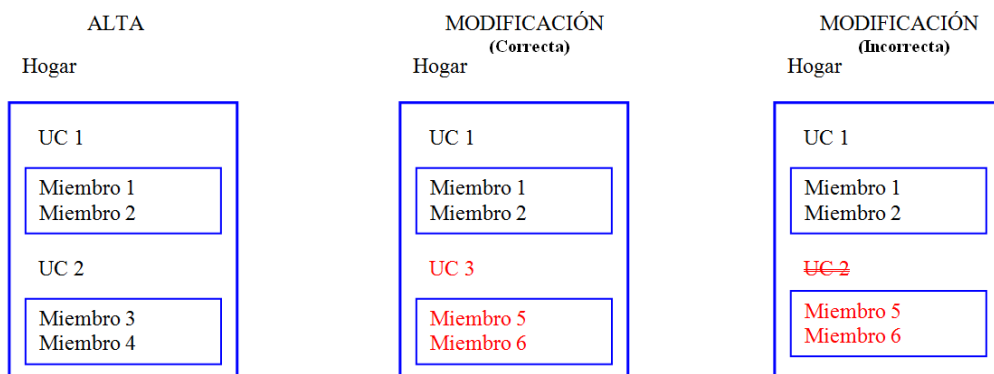 ALTA
Hogar
UC 1
Miembro 1
Miembro 2
UC 2
Miembro 3
Miembro 4
MODIFICACIÓN
(Correcta)
Hogar
UC 1
Miembro 1
Miembro 2
UC 3
Miembro 5
Miembro 6
MODIFICACIÓN
(Incorrecta)
Hogar
UC 1
Miembro 1
Miembro 2
UC 2
Miembro 5
Miembro 6